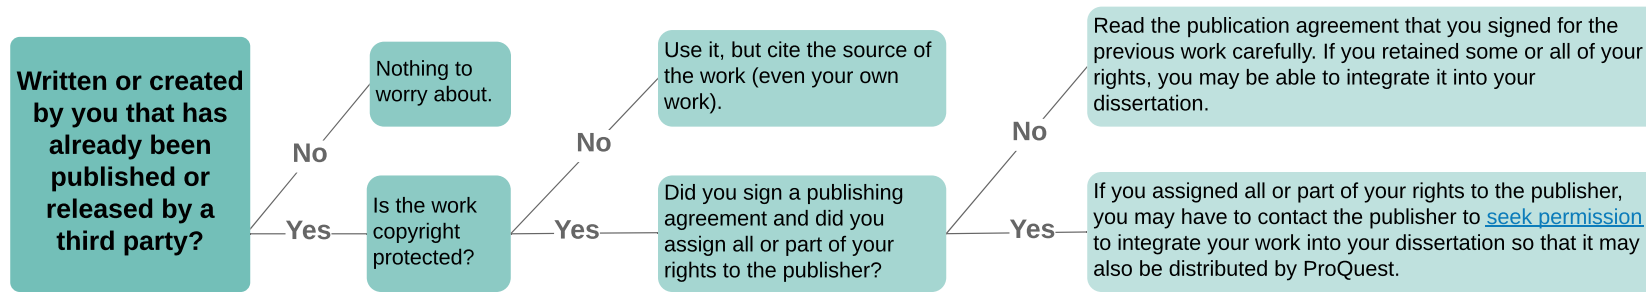 Written or created
by you that has
already been
published or
released by a
third party?
No
Yes
Nothing to
worry about.
Is the work
copyright
protected?
No
Yes
Use it, but cite the source of
the work (even your own
work).
Did you sign a publishing
agreement and did you
assign all or part of your
rights to the publisher?
No
Yes
Read the publication agreement that you signed for the
previous work carefully. If you retained some or all of your
rights, you may be able to integrate it into your
dissertation.
If you assigned all or part of your rights to the publisher,
you may have to contact the publisher to seek permission
to integrate your work into your dissertation so that it may
also be distributed by ProQuest.